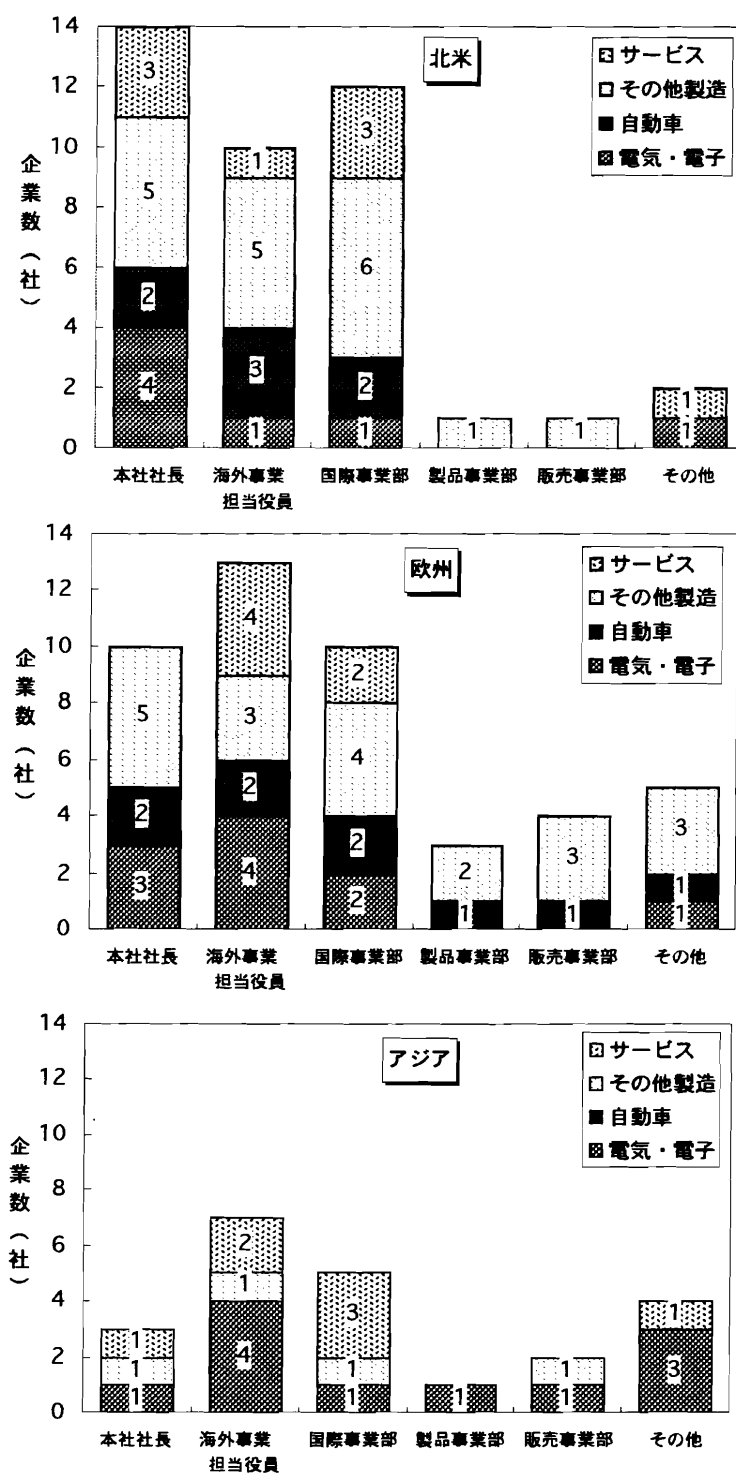 14
12
10
8
6
4
2
0
企業数（社）
北米
サービス
その他製造
自動車
電気・電子
3
5
2
4
1
5
3
1
3
6
2
1
1
1
1
1
本社社長
海外事業
担当役員
国際事業部
製品事業部
販売事業部
その他
14
12
10
8
6
4
2
0
企業数（社）
欧州
サービス
その他製造
自動車
電気・電子
5
2
3
4
3
2
4
2
4
2
2
2
1
3
1
3
1
1
本社社長
海外事業
担当役員
国際事業部
製品事業部
販売事業部
その他
14
12
10
8
6
4
2
0
企業数（社）
アジア
サービス
その他製造
自動車
電気・電子
1
1
1
2
1
4
3
1
1
1
1
1
1
3
本社社長
海外事業
担当役員
国際事業部
製品事業部
販売事業部
その他